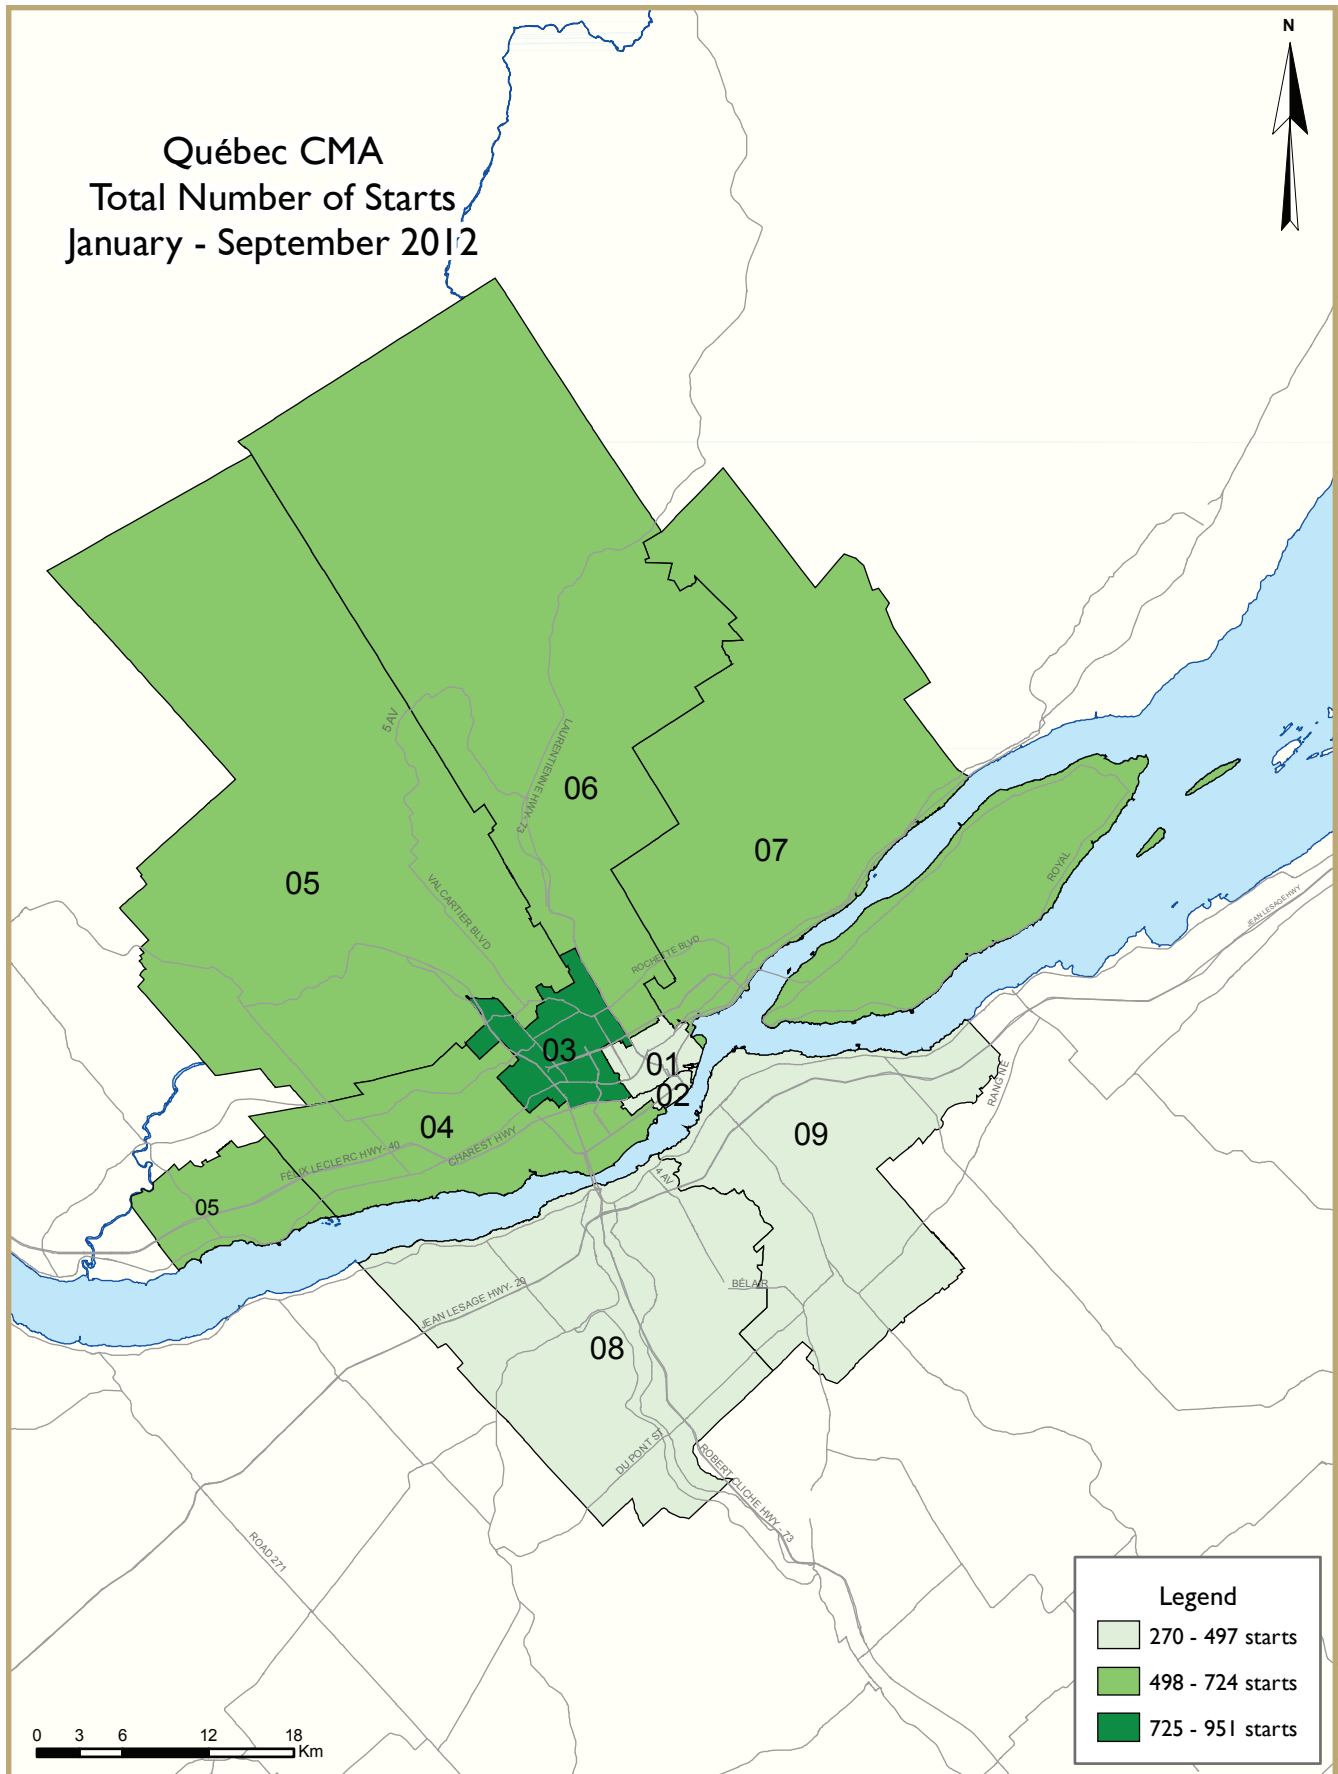 N
Québec CMA
Total Number of Starts
January - September 2012
5 AV
LAURENTIENNE HWY-73
06
07
05
VALCARTIER BLVD
ROYAL
JEAN LESAGE HWY
ROCHETTE BLVD
03
01
02
RANG NE
04
09
CHAREST HWY
FÉLIX LECLERC HWY- 40
4 AV
05
BÉLAIR
JEAN LESAGE HWY- 20
08
DU PONT ST
ROBERT CLICHE HWY - 73
ROAD 271
Legend
270 - 497 starts
498 - 724 starts
725 - 951 starts
0 3 6 12 18
Km